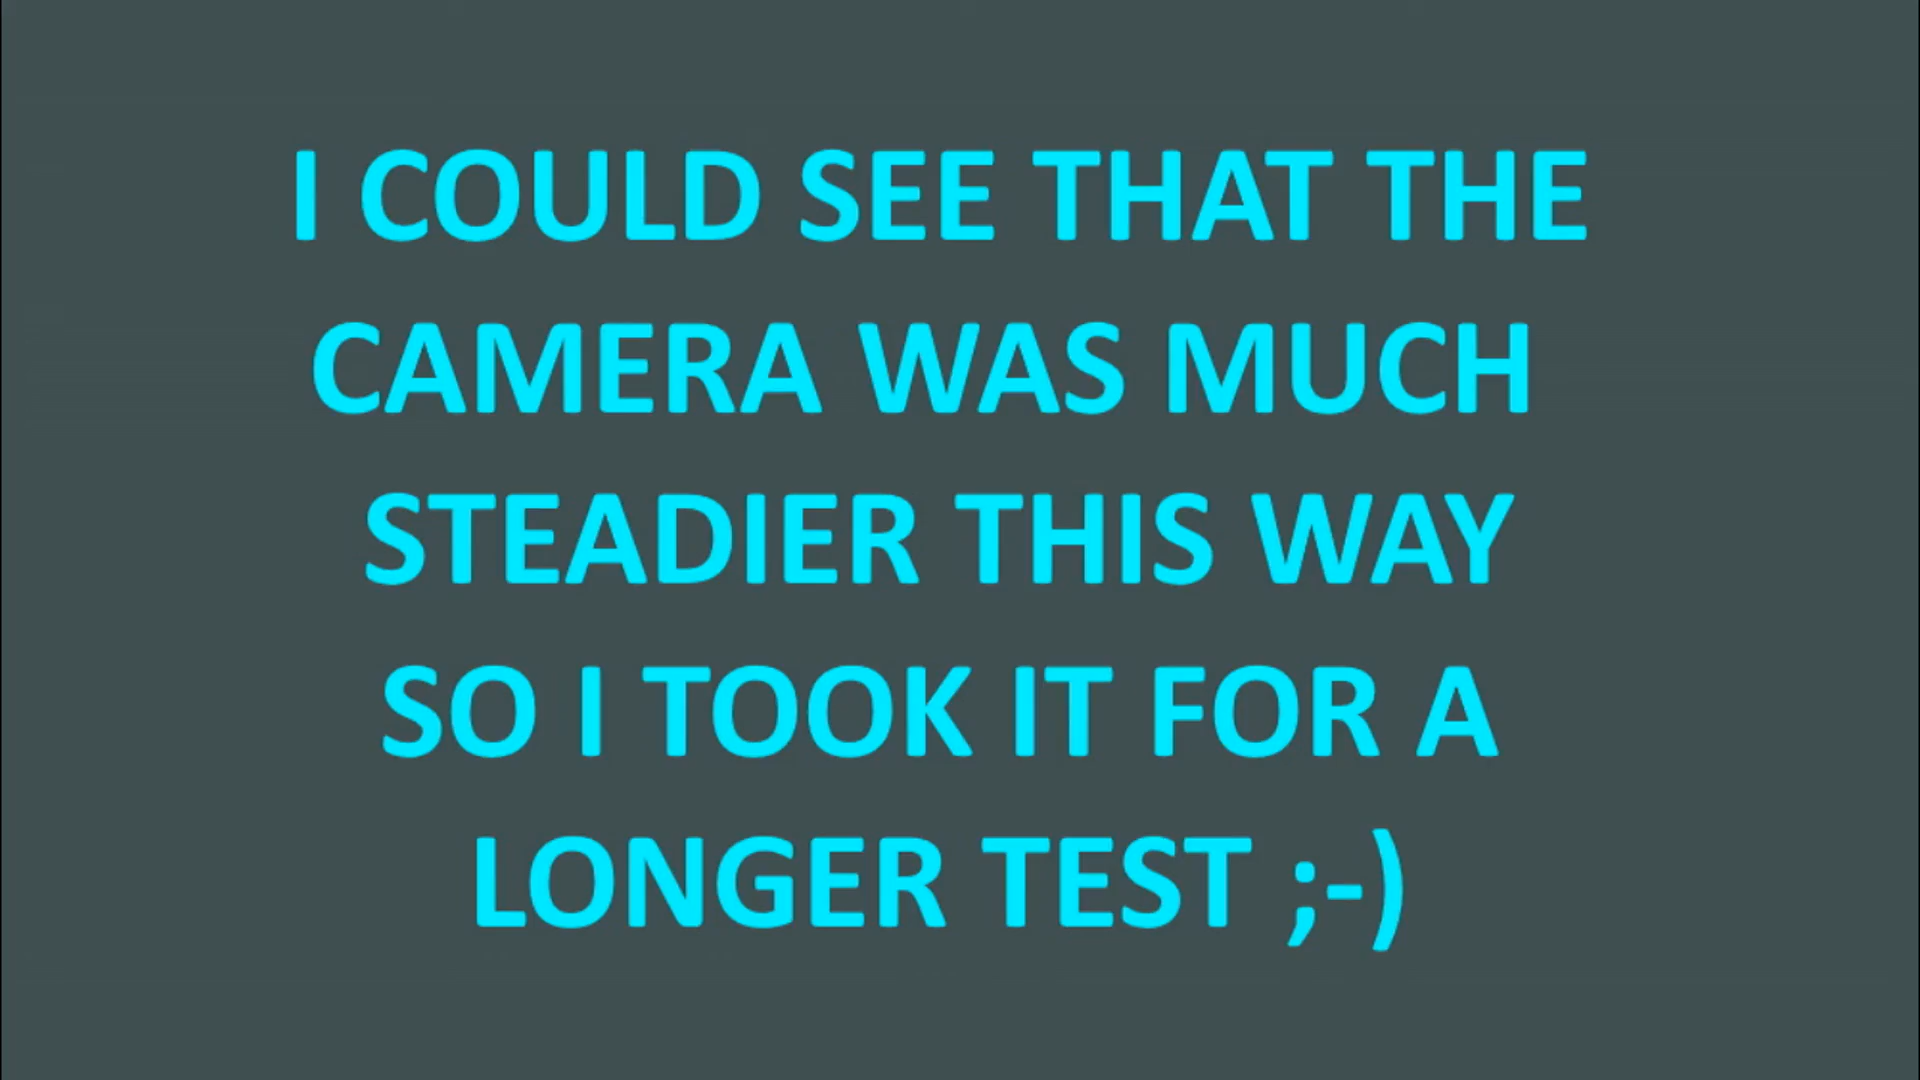 I COULD SEE THAT THE
CAMERA WAS MUCH
STEADIER THIS WAY
SO I TOOK IT FOR A
LONGER TEST ;-)